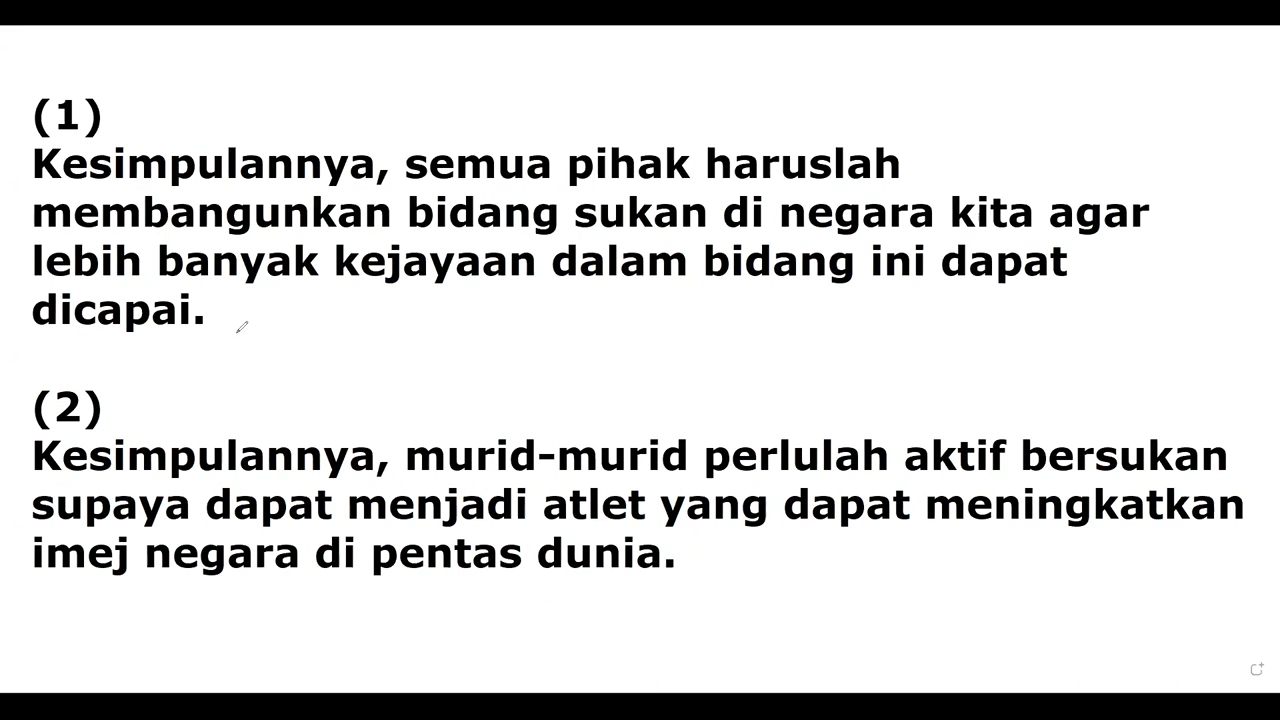 (1)
Kesimpulannya, semua pihak haruslah
membangunkan bidang sukan di negara kita agar
lebih banyak kejayaan dalam bidang ini dapat
dicapai.
(2)
Kesimpulannya, murid-murid perlulah aktif bersukan
supaya dapat menjadi atlet yang dapat meningkatkan
imej negara di pentas dunia.